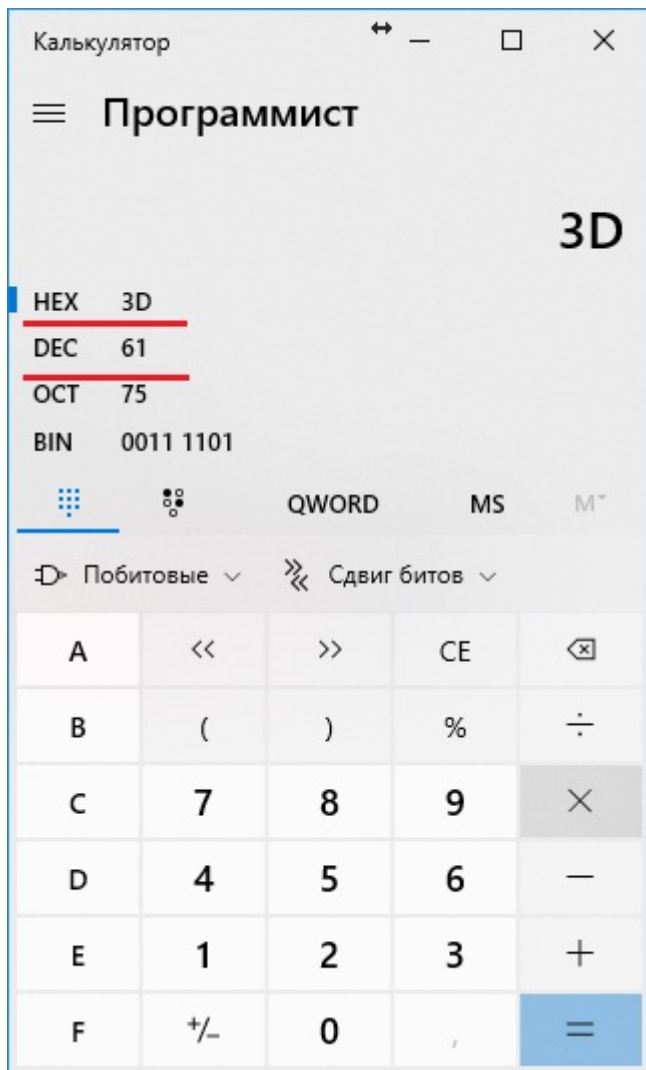 Калькулятор
Программист
3D
HEX 3D
DEC 61
OCT 75
BIN 0011 1101
QWORD MS M
Побитовые Сдвиг битов
A << >> CE
B ( ) % ÷
C 7 8 9 ×
D 4 5 6 −
E 1 2 3 +
F +/− 0 , =